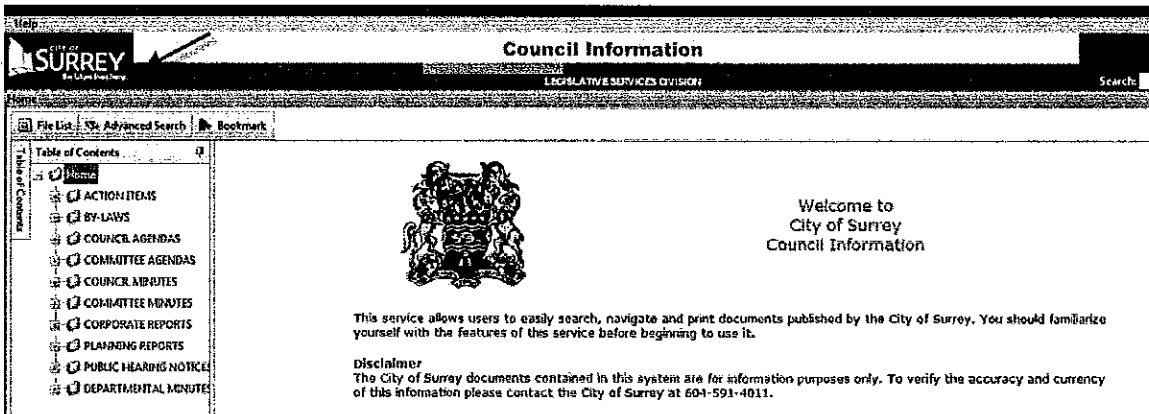 Help
CITY OF
SURREY
the future lives here.
Council Information
LEGISLATIVE SERVICES DIVISION
Search:
Home
File List
Advanced Search
Bookmark
Table of Contents
Table of Contents
Home
ACTION ITEMS
BY-LAWS
COUNCIL AGENDAS
COMMITTEE AGENDAS
COUNCIL MINUTES
COMMITTEE MINUTES
CORPORATE REPORTS
PLANNING REPORTS
PUBLIC HEARING NOTICES
DEPARTMENTAL MINUTES
Welcome to
City of Surrey
Council Information
This service allows users to easily search, navigate and print documents published by the City of Surrey. You should familiarize
yourself with the features of this service before beginning to use it.
Disclaimer
The City of Surrey documents contained in this system are for information purposes only. To verify the accuracy and currency
of this information please contact the City of Surrey at 604-591-4011.